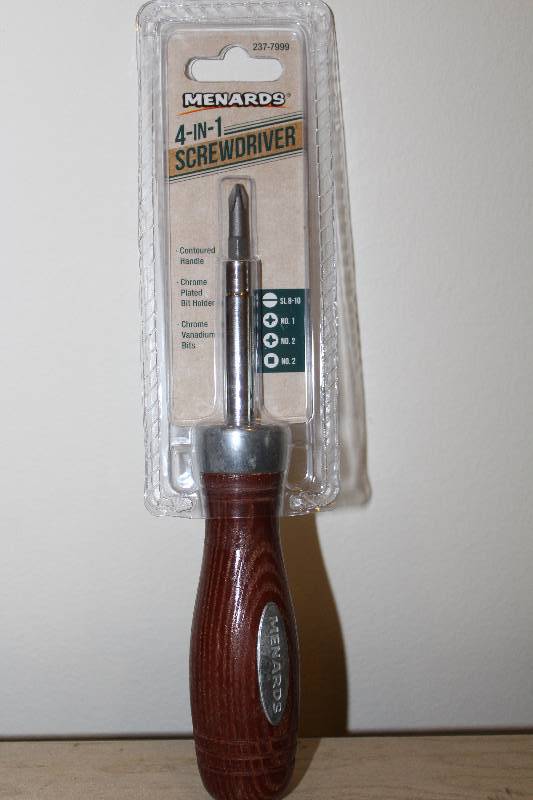 237-7999
MENARDS®
4-IN-1
SCREWDRIVER
· Contoured
Handle
· Chrome
Plated
Bit Holder
· Chrome
Vanadium
Bits
SL 8-10
NO. 1
NO. 2
NO. 2
MENARDS